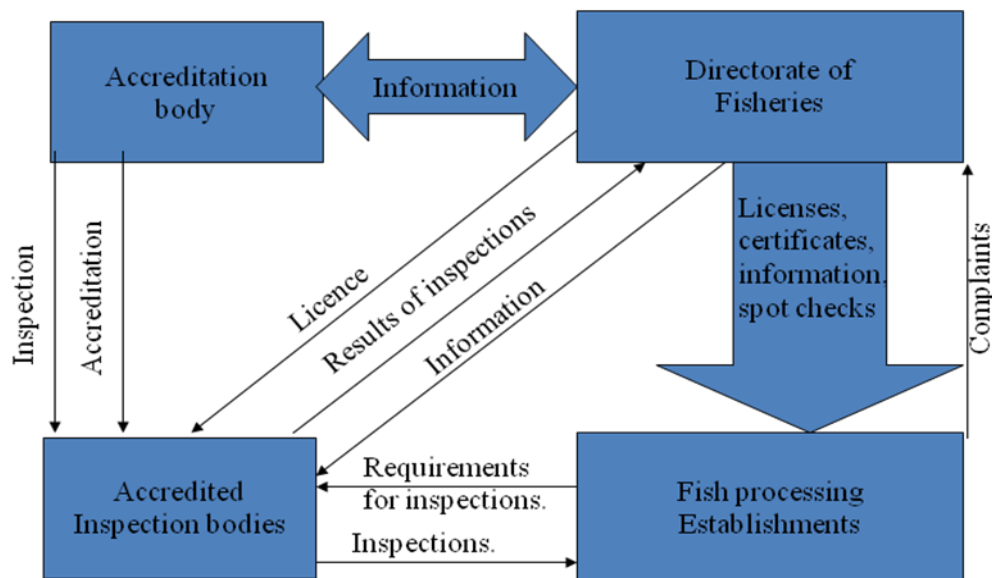 Accreditation
body
Information
Directorate of
Fisheries
Inspection
Accreditation
Licence
Results of inspections
Information
Licenses,
certificates,
information,
spot checks
Complaints
Accredited
Inspection bodies
Requirements
for inspections.
Inspections.
Fish processing
Establishments